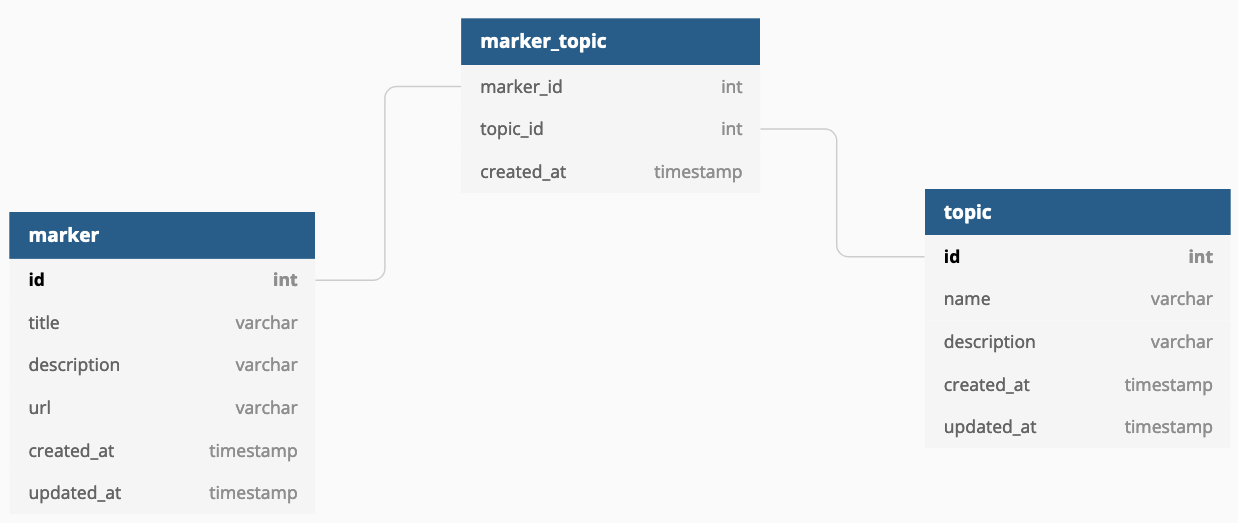 marker_topic
marker_id int
topic_id int
created_at timestamp
marker
id int
title varchar
description varchar
url varchar
created_at timestamp
updated_at timestamp
topic
id int
name varchar
description varchar
created_at timestamp
updated_at timestamp